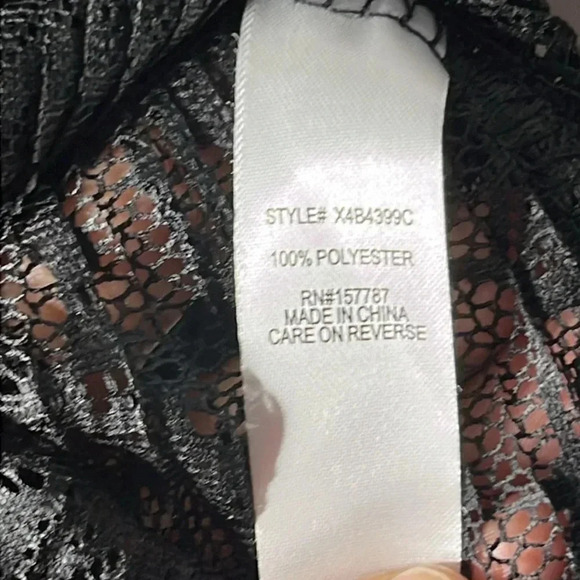 STYLE# X4B4399C
100% POLYESTER
RN#157787
MADE IN CHINA
CARE ON REVERSE